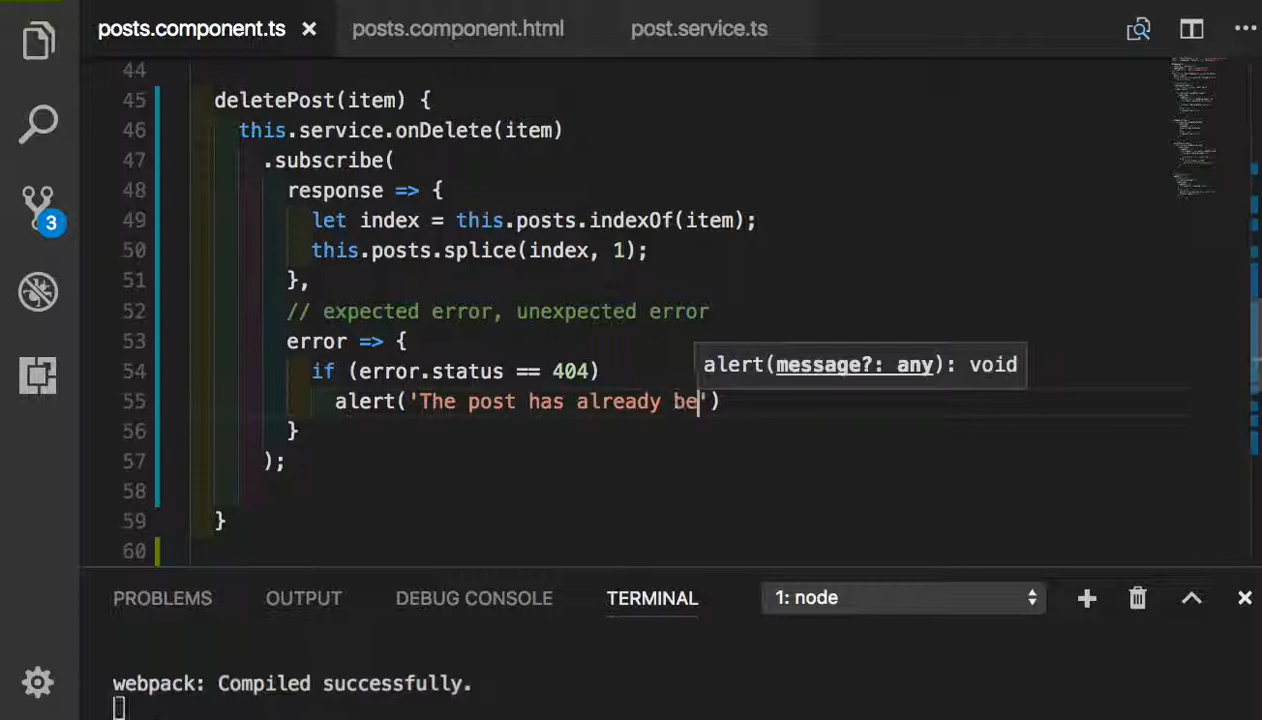 posts.component.ts × posts.component.html post.service.ts
44
45 deletePost(item) {
46 this.service.onDelete(item)
47 .subscribe(
48 response => {
49 let index = this.posts.indexOf(item);
50 this.posts.splice(index, 1);
51 },
52 // expected error, unexpected error
53 error => {
alert(message?: any): void
54 if (error.status == 404)
55 alert('The post has already be')
56 }
57 );
58
59 }
60
3
PROBLEMS OUTPUT DEBUG CONSOLE TERMINAL 1: node
webpack: Compiled successfully.